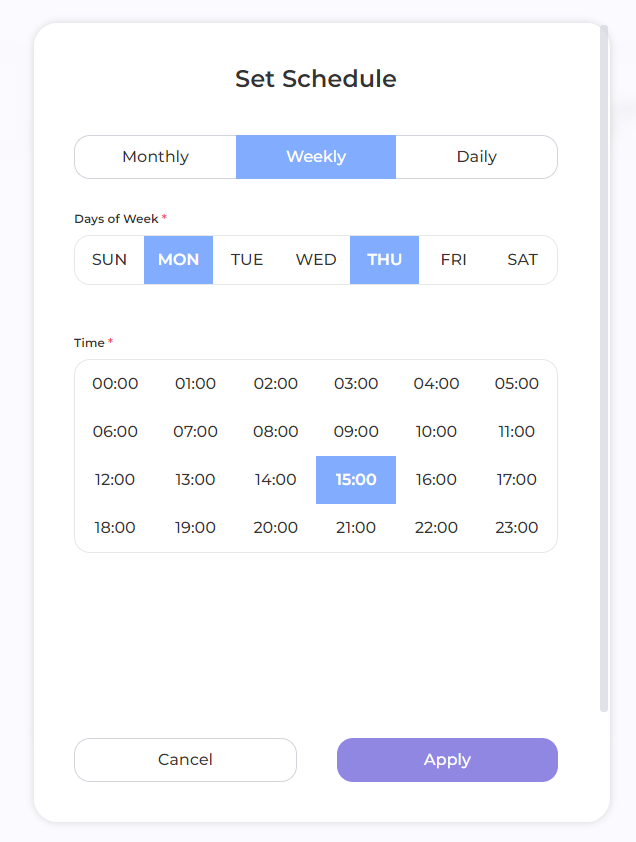 Set Schedule
Monthly Weekly Daily
Days of Week *
SUN MON TUE WED THU FRI SAT
Time *
00:00 01:00 02:00 03:00 04:00 05:00
06:00 07:00 08:00 09:00 10:00 11:00
12:00 13:00 14:00 15:00 16:00 17:00
18:00 19:00 20:00 21:00 22:00 23:00
Cancel Apply